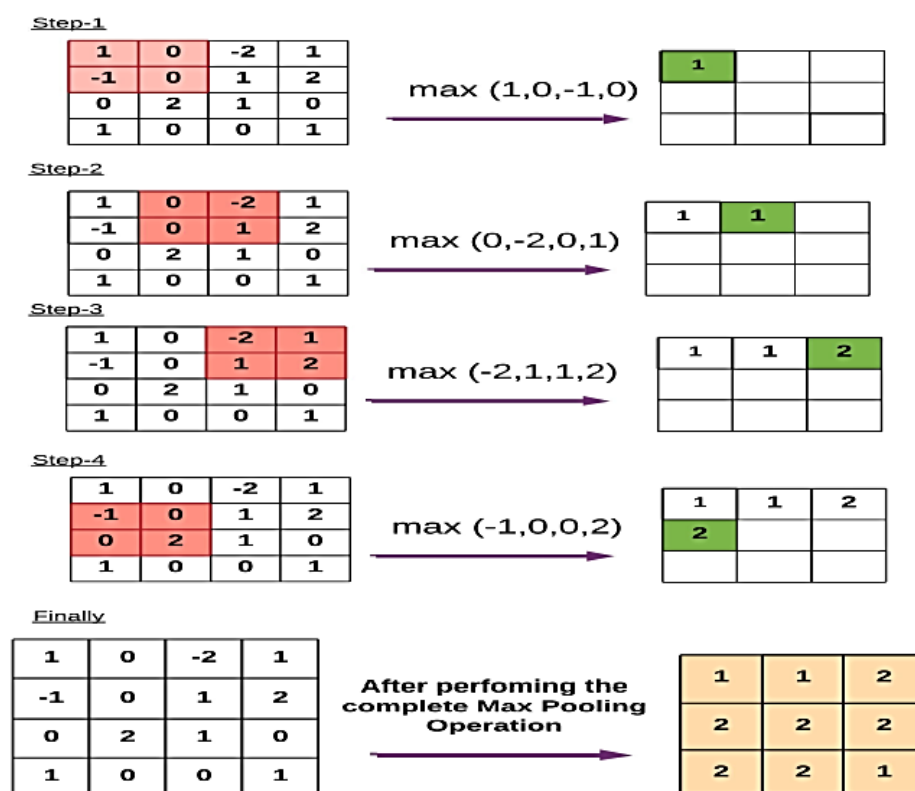 Step-1
1 0 -2 1
-1 0 1 2
0 2 1 0
1 0 0 1
max (1,0,-1,0)
1
Step-2
1 0 -2 1
-1 0 1 2
0 2 1 0
1 0 0 1
max (0,-2,0,1)
1 1
Step-3
1 0 -2 1
-1 0 1 2
0 2 1 0
1 0 0 1
max (-2,1,1,2)
1 1 2
Step-4
1 0 -2 1
-1 0 1 2
0 2 1 0
1 0 0 1
max (-1,0,0,2)
1 1 2
2
Finally
1 0 -2 1
-1 0 1 2
0 2 1 0
1 0 0 1
After perfoming the
complete Max Pooling
Operation
1 1 2
2 2 2
2 2 1